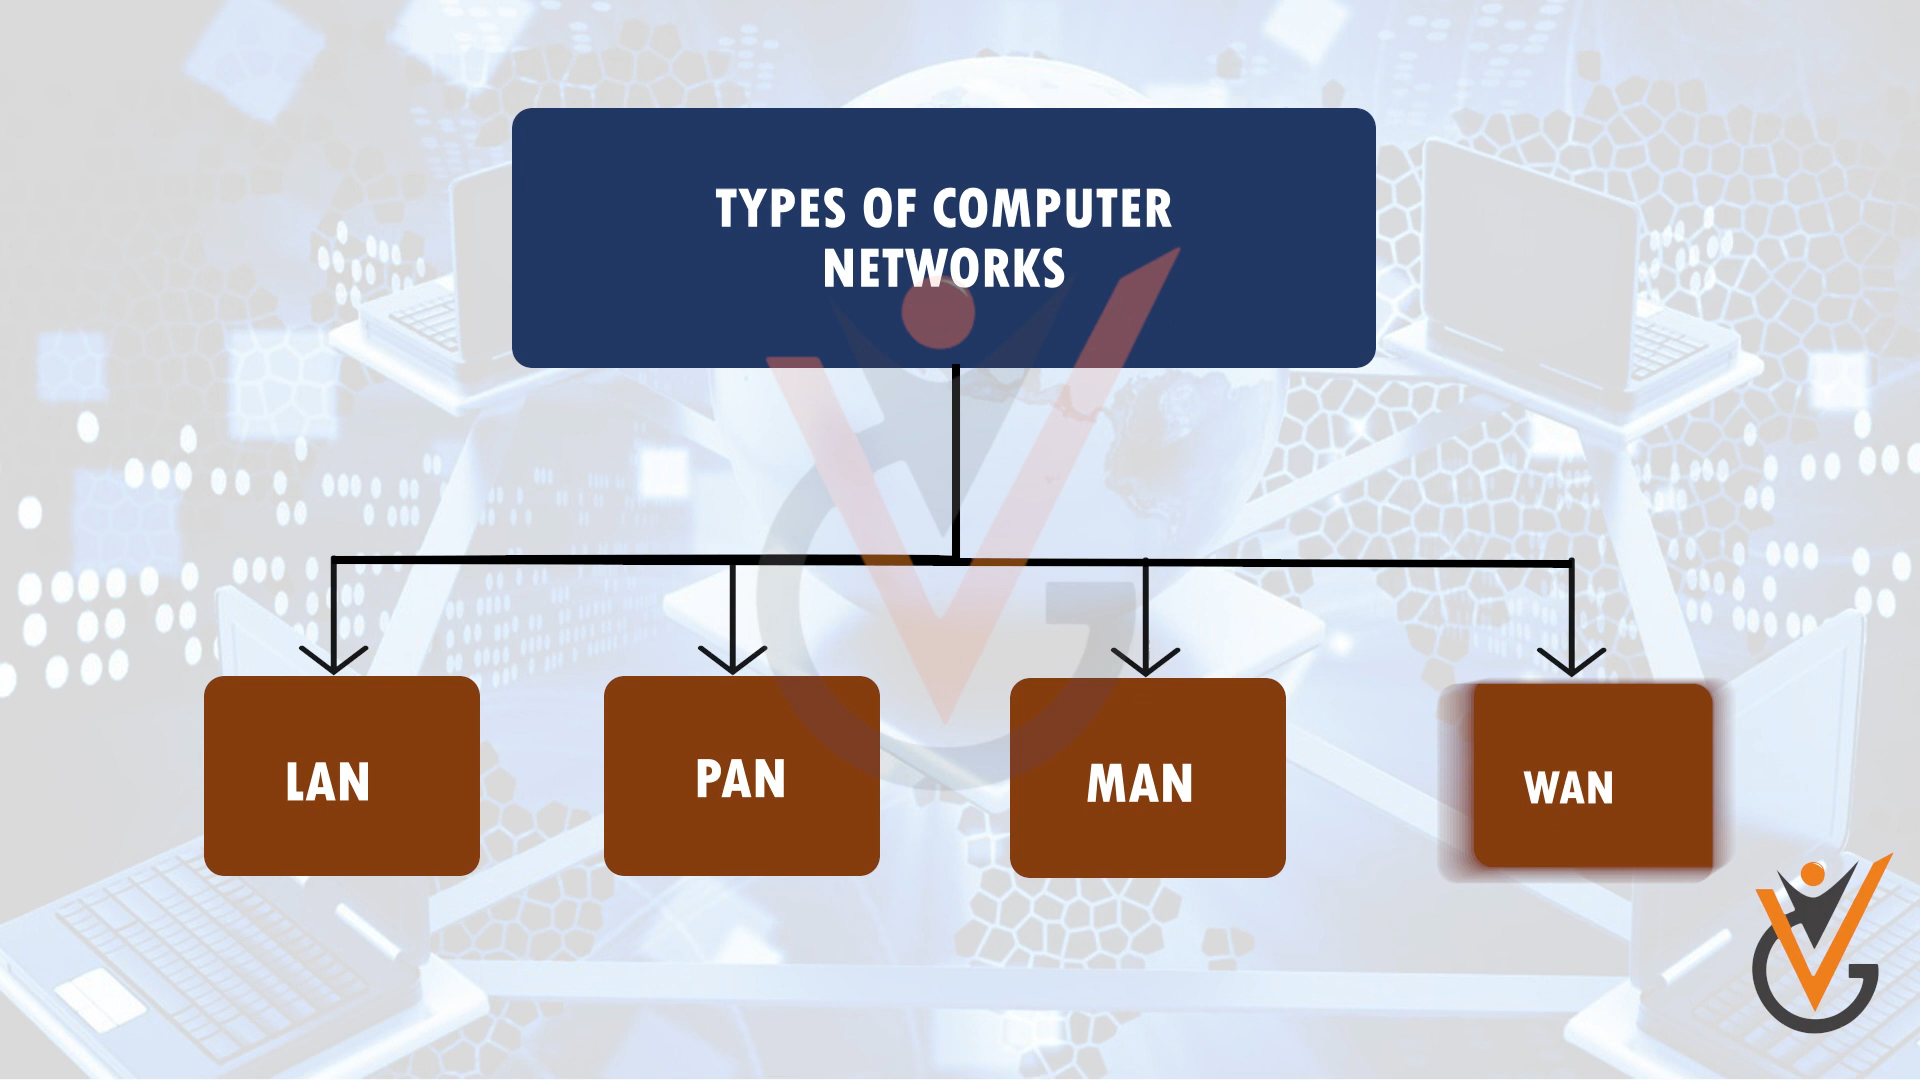 TYPES OF COMPUTER
NETWORKS
LAN
PAN
MAN
WAN